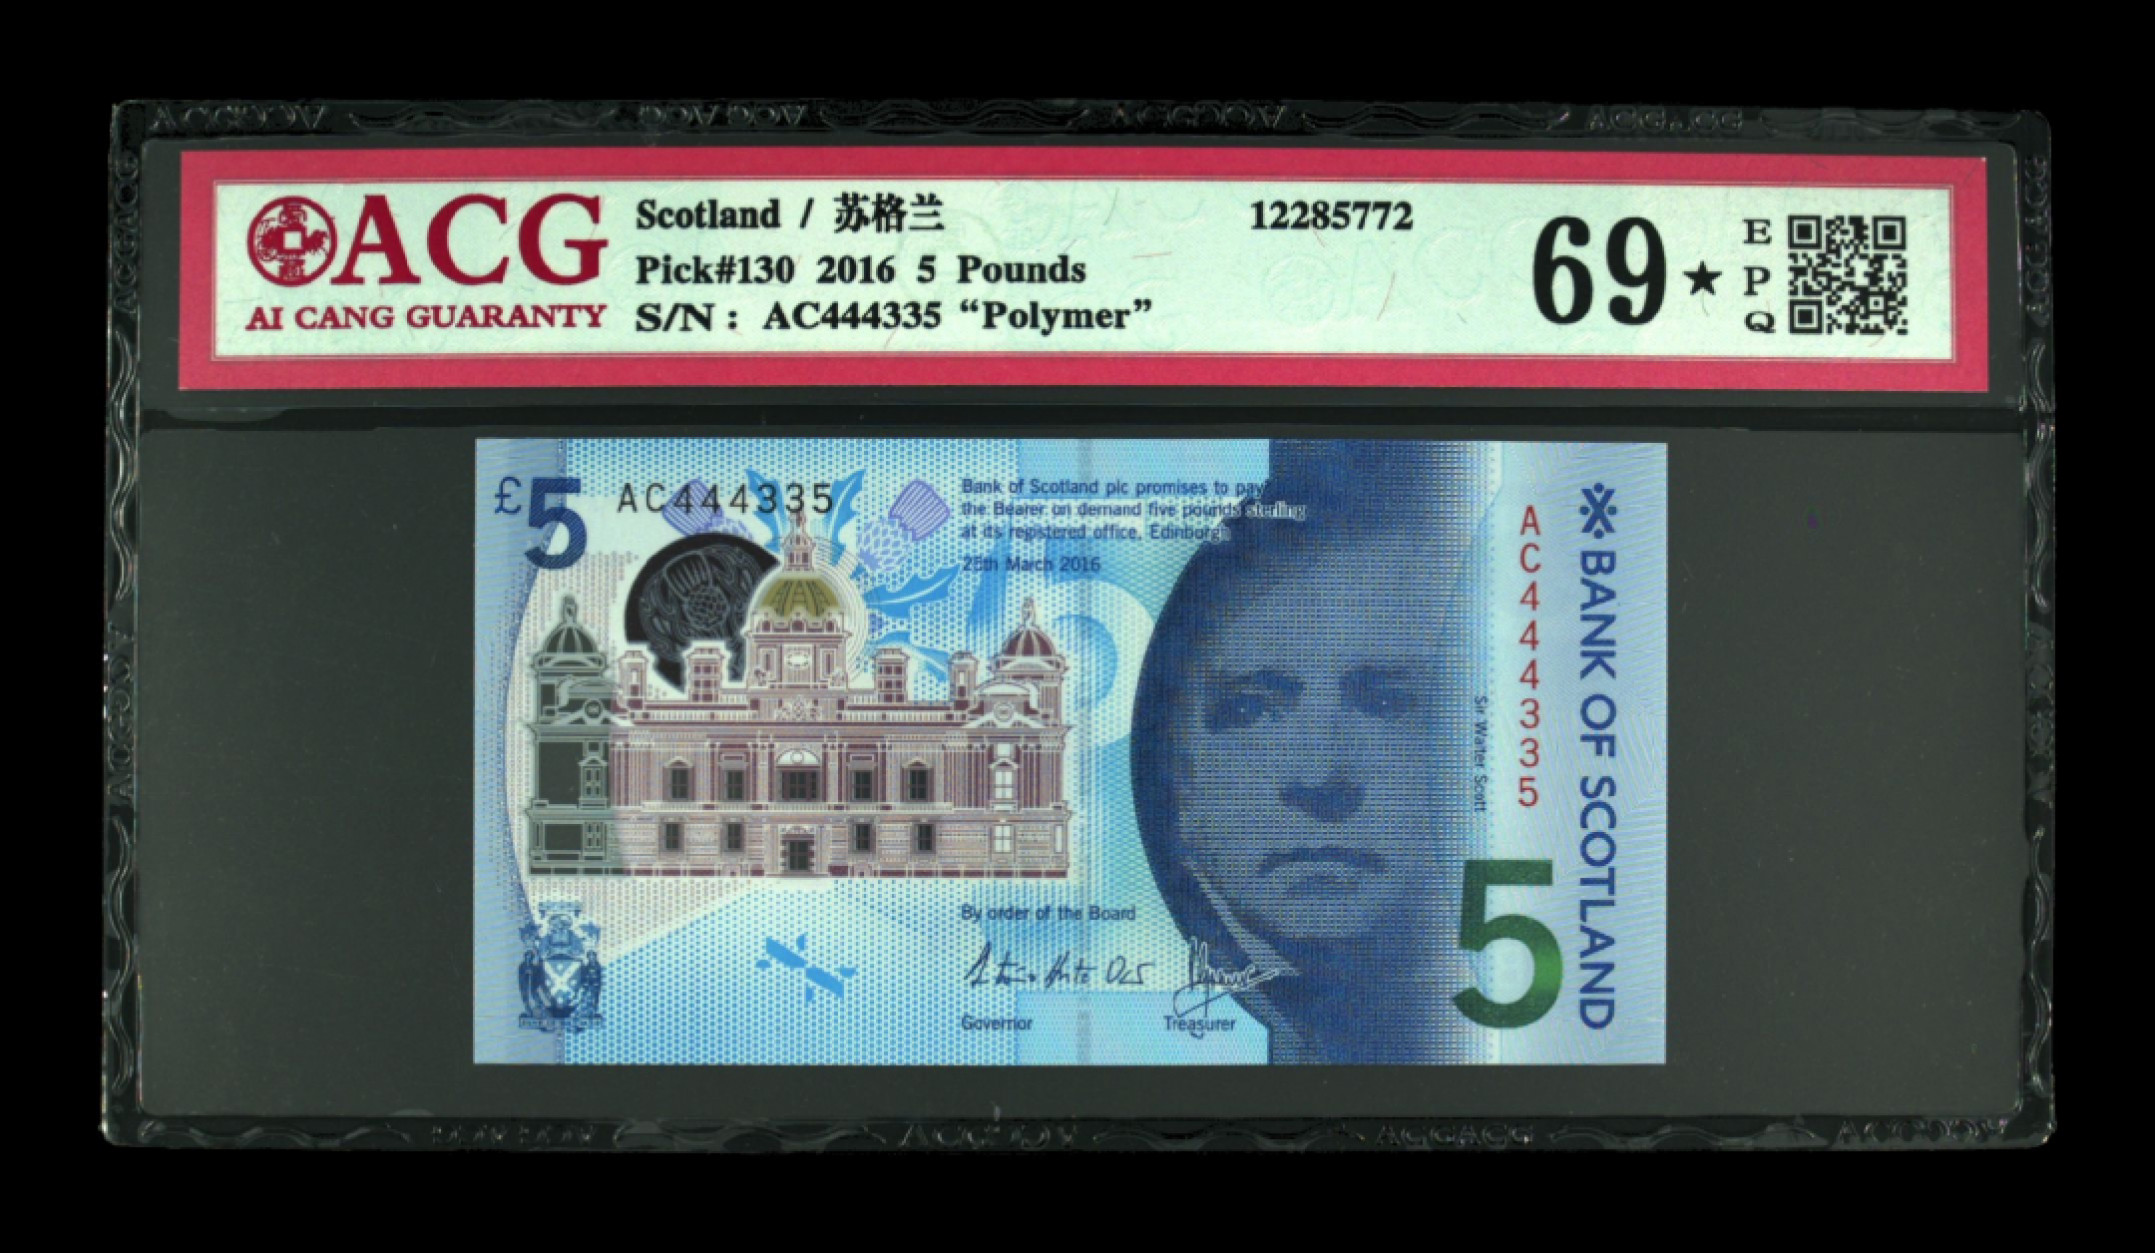 ACG
AI CANG GUARANTY
Scotland / 苏格兰
Pick#130 2016 5 Pounds
S/N: AC444335 “Polymer”
12285772
69★
EPQ
£5
AC444335
Bank of Scotland plc promises to pay
the Bearer on demand five pounds sterling
at its registered office, Edinburgh
25th March 2016
By order of the Board
Governor
Treasurer
Sir Walter Scott
AC444335
5
BANK OF SCOTLAND